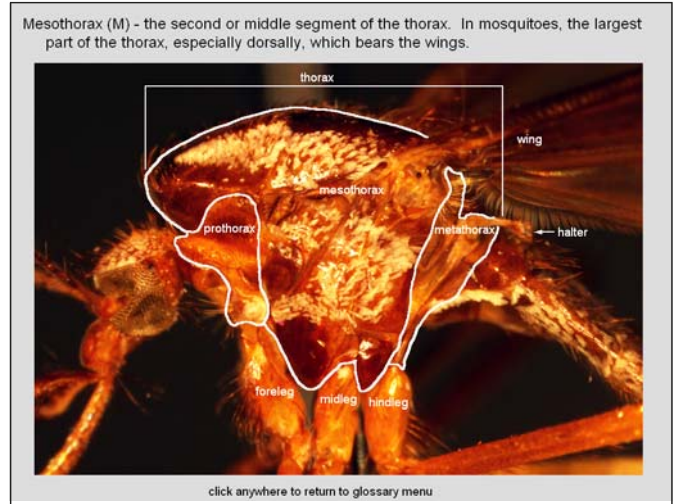 Mesothorax (M) - the second or middle segment of the thorax. In mosquitoes, the largest
part of the thorax, especially dorsally, which bears the wings.
thorax
wing
mesothorax
prothorax
metathorax
halter
foreleg
midleg
hindleg
click anywhere to return to glossary menu